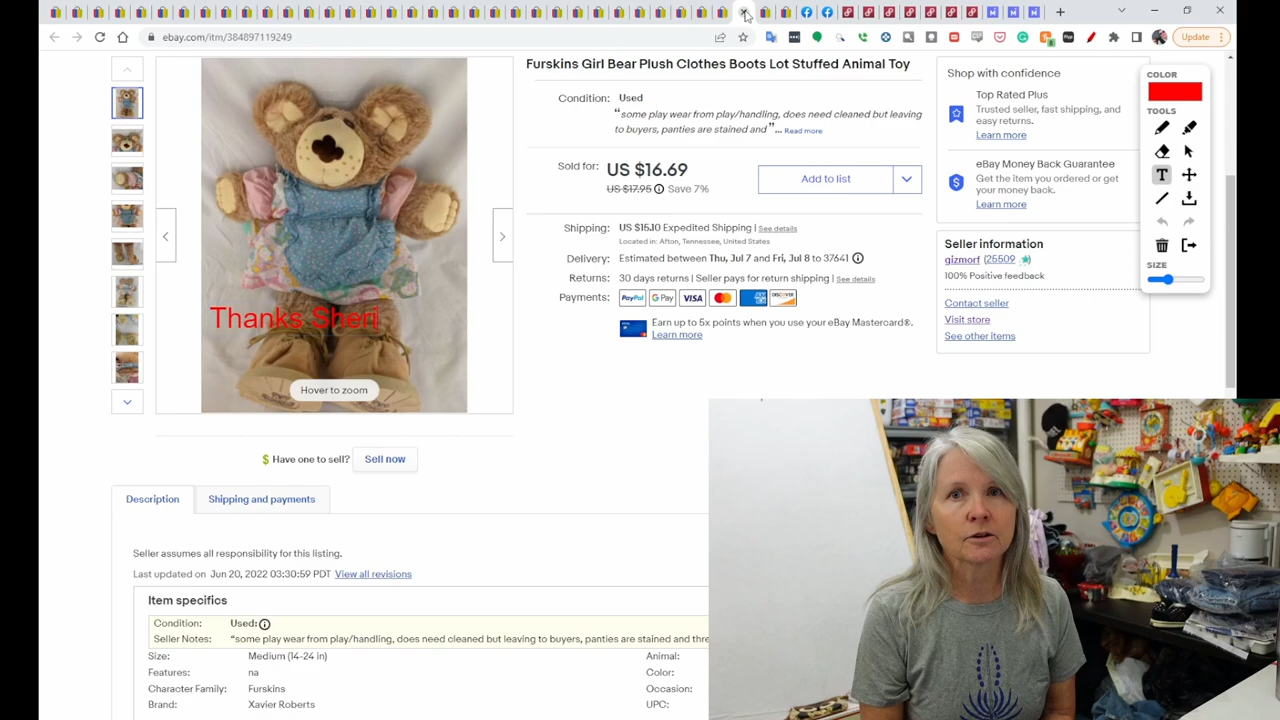 ebay.com/itm/384897119249
Update
Furskins Girl Bear Plush Clothes Boots Lot Stuffed Animal Toy
Condition: Used
"some play wear from play/handling, does need cleaned but leaving
to buyers, panties are stained and "... Read more
Sold for: US $16.69
US $17.95 Save 7%
Add to list
Shipping: US $15.10 Expedited Shipping | See details
Located in: Afton, Tennessee, United States
Delivery: Estimated between Thu, Jul 7 and Fri, Jul 8 to 37641
Returns: 30 days returns | Seller pays for return shipping | See details
Payments: PayPal G Pay VISA DISCOVER
Earn up to 5x points when you use your eBay Mastercard®.
Learn more
Shop with confidence
Top Rated Plus
Trusted seller, fast shipping, and
easy returns.
Learn more
eBay Money Back Guarantee
Get the item you ordered or get
your money back.
Learn more
Seller information
gizmorf (25509)
100% Positive feedback
Contact seller
Visit store
See other items
COLOR
TOOLS
T
SIZE
Thanks Sheri
Hover to zoom
Have one to sell? Sell now
Description
Shipping and payments
Seller assumes all responsibility for this listing.
Last updated on Jun 20, 2022 03:30:59 PDT View all revisions
Item specifics
Condition: Used:
Seller Notes: "some play wear from play/handling, does need cleaned but leaving to buyers, panties are stained and thre
Size: Medium (14-24 in)
Animal:
Features: na
Color:
Character Family: Furskins
Occasion:
Brand: Xavier Roberts
UPC: